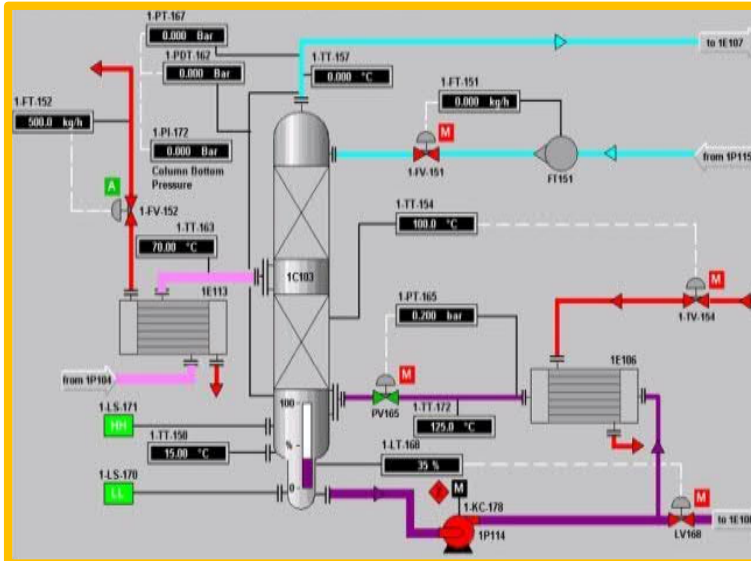 1-PT-167
0.000 Bar
to 1E107
1-PDT-162
1-TT-157
0.000 Bar
0.000 °C
1-FT-151
1-FT-152
0.000 kg/h
500.0 kg/h
1-PI-172
M
0.000 Bar
from 1P115
Column Bottom
Pressure
1-FV-151
FT151
A
1-TT-154
1-FV-152
100.0 °C
1-TT-163
70.00 °C
M
1C103
1-PT-165
1E113
0.200 bar
1-TV-154
1E106
from 1P104
M
100
1-LS-171
PV165
1-TT-172
HH
%
125.0 °C
1-TT-150
1-LT-168
15.00 °C
35 %
1-LS-170
0
M
M
LL
1-KC-178
1P114
LV168